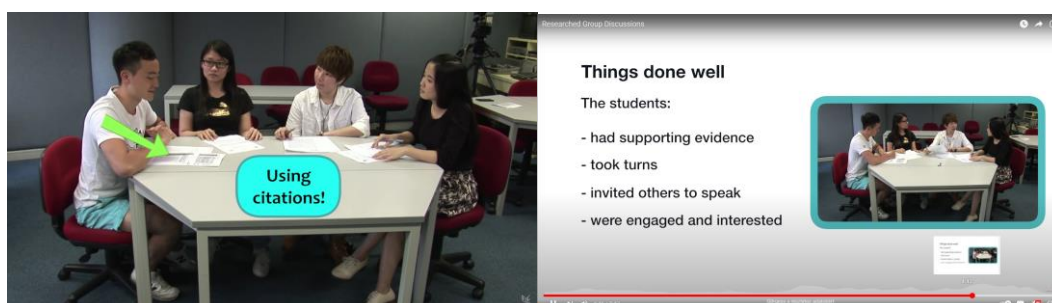 Using
citations!
Researched Group Discussions
Things done well
The students:
- had supporting evidence
- took turns
- invited others to speak
- were engaged and interested